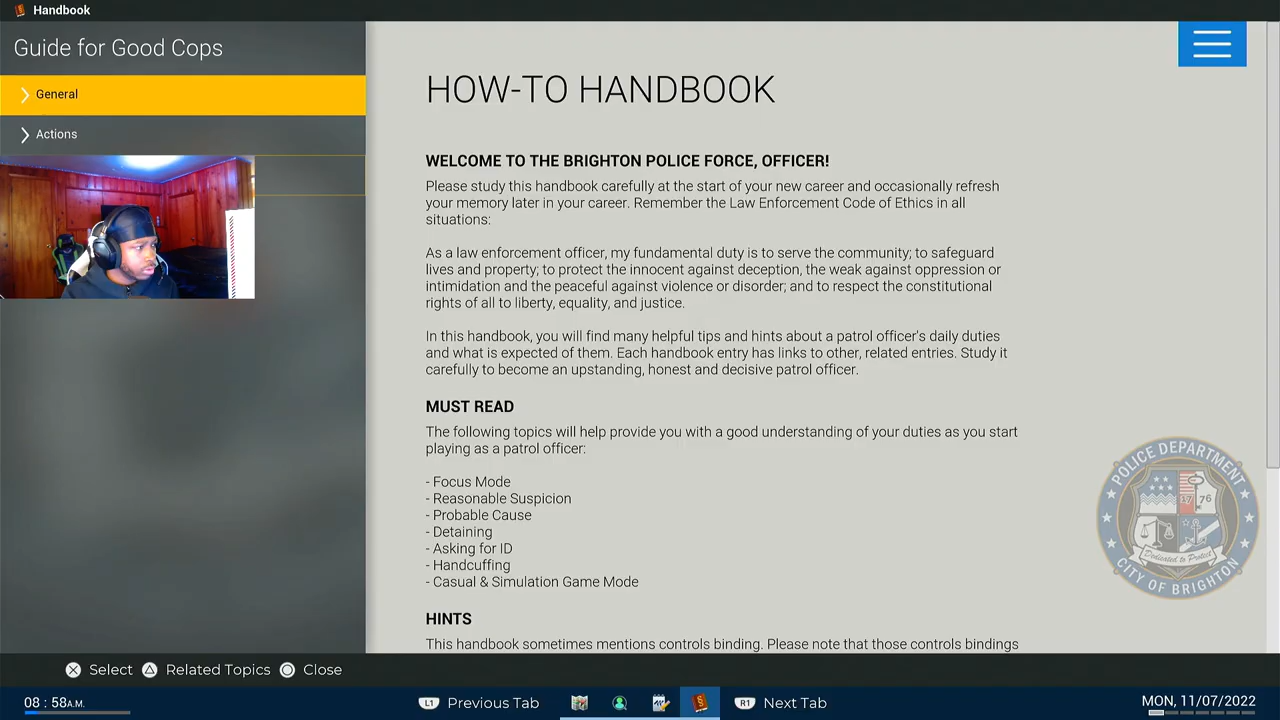 Handbook
Guide for Good Cops
General
Actions
HOW-TO HANDBOOK
WELCOME TO THE BRIGHTON POLICE FORCE, OFFICER!
Please study this handbook carefully at the start of your new career and occasionally refresh
your memory later in your career. Remember the Law Enforcement Code of Ethics in all
situations:
As a law enforcement officer, my fundamental duty is to serve the community; to safeguard
lives and property; to protect the innocent against deception, the weak against oppression or
intimidation and the peaceful against violence or disorder; and to respect the constitutional
rights of all to liberty, equality, and justice.
In this handbook, you will find many helpful tips and hints about a patrol officer's daily duties
and what is expected of them. Each handbook entry has links to other, related entries. Study it
carefully to become an upstanding, honest and decisive patrol officer.
MUST READ
The following topics will help provide you with a good understanding of your duties as you start
playing as a patrol officer:
- Focus Mode
- Reasonable Suspicion
- Probable Cause
- Detaining
- Asking for ID
- Handcuffing
- Casual & Simulation Game Mode
HINTS
This handbook sometimes mentions controls binding. Please note that those controls bindings
POLICE DEPARTMENT
17 76
Dedicated to Protect
CITY OF BRIGHTON
Select Related Topics Close
08 : 58A.M.
L1 Previous Tab
R1 Next Tab
MON, 11/07/2022